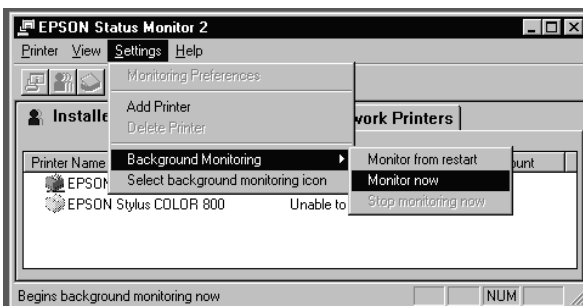 EPSON Status Monitor 2
Printer View Settings Help
Monitoring Preferences
Add Printer
Delete Printer
Background Monitoring
Select background monitoring icon
Monitor from restart
Monitor now
Stop monitoring now
Installe
work Printers
Printer Name
unt
EPSON
EPSON Stylus COLOR 800 Unable to
Begins background monitoring now NUM